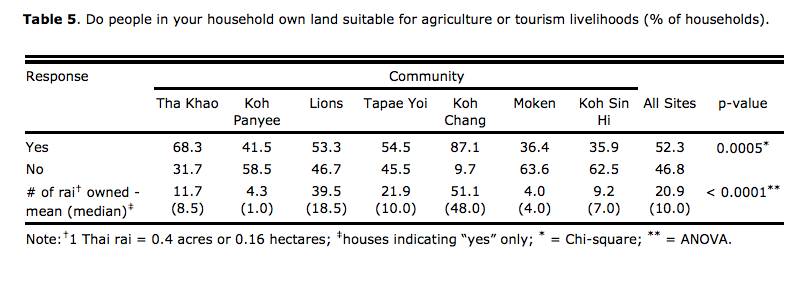 Table 5. Do people in your household own land suitable for agriculture or tourism livelihoods (% of households).
Response Community
Tha Khao Koh Panyee Lions Tapae Yoi Koh Chang Moken Koh Sin Hi All Sites p-value
Yes 68.3 41.5 53.3 54.5 87.1 36.4 35.9 52.3 0.0005*
No 31.7 58.5 46.7 45.5 9.7 63.6 62.5 46.8
# of rai† owned - mean (median)‡ 11.7 (8.5) 4.3 (1.0) 39.5 (18.5) 21.9 (10.0) 51.1 (48.0) 4.0 (4.0) 9.2 (7.0) 20.9 (10.0) < 0.0001**
Note:†1 Thai rai = 0.4 acres or 0.16 hectares; ‡houses indicating “yes” only; * = Chi-square; ** = ANOVA.